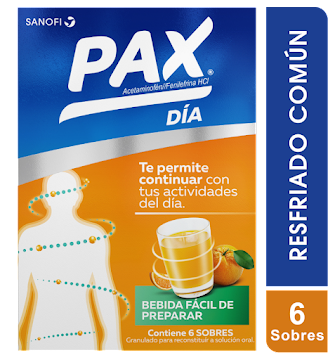 SANOFI
PAX®
Acetaminofén/Fenilefrina HCl
DÍA
Te permite
continuar con
tus actividades
del día.
BEBIDA FÁCIL DE
PREPARAR
Contiene 6 SOBRES
Granulado para reconstituir a solución oral.
RESFRIADO COMÚN
6
Sobres